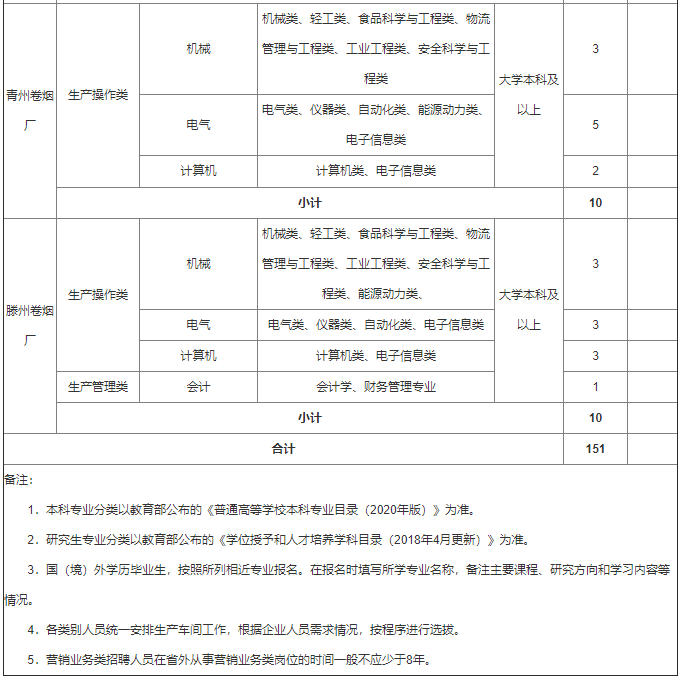 机械类、轻工类、食品科学与工程类、物流
机械
管理与工程类、工业工程类、安全科学与工
3
程类
青州卷烟
厂
生产操作类
大学本科及
以上
电气
电气类、仪器类、自动化类、能源动力类、
电子信息类
5
计算机
计算机类、电子信息类
2
小计
10
滕州卷烟
厂
生产操作类
机械
机械类、轻工类、食品科学与工程类、物流
管理与工程类、工业工程类、安全科学与工
程类、能源动力类、
大学本科及
以上
3
电气
电气类、仪器类、自动化类、电子信息类
3
计算机
计算机类、电子信息类
3
生产管理类
会计
会计学、财务管理专业
1
小计
10
合计
151
备注：
1．本科专业分类以教育部公布的《普通高等学校本科专业目录（2020年版）》为准。
2．研究生专业分类以教育部公布的《学位授予和人才培养学科目录（2018年4月更新）》为准。
3．国（境）外学历毕业生，按照所列相近专业报名。在报名时填写所学专业名称，备注主要课程、研究方向和学习内容等
情况。
4．各类别人员统一安排生产车间工作，根据企业人员需求情况，按程序进行选拔。
5．营销业务类招聘人员在省外从事营销业务类岗位的时间一般不应少于8年。